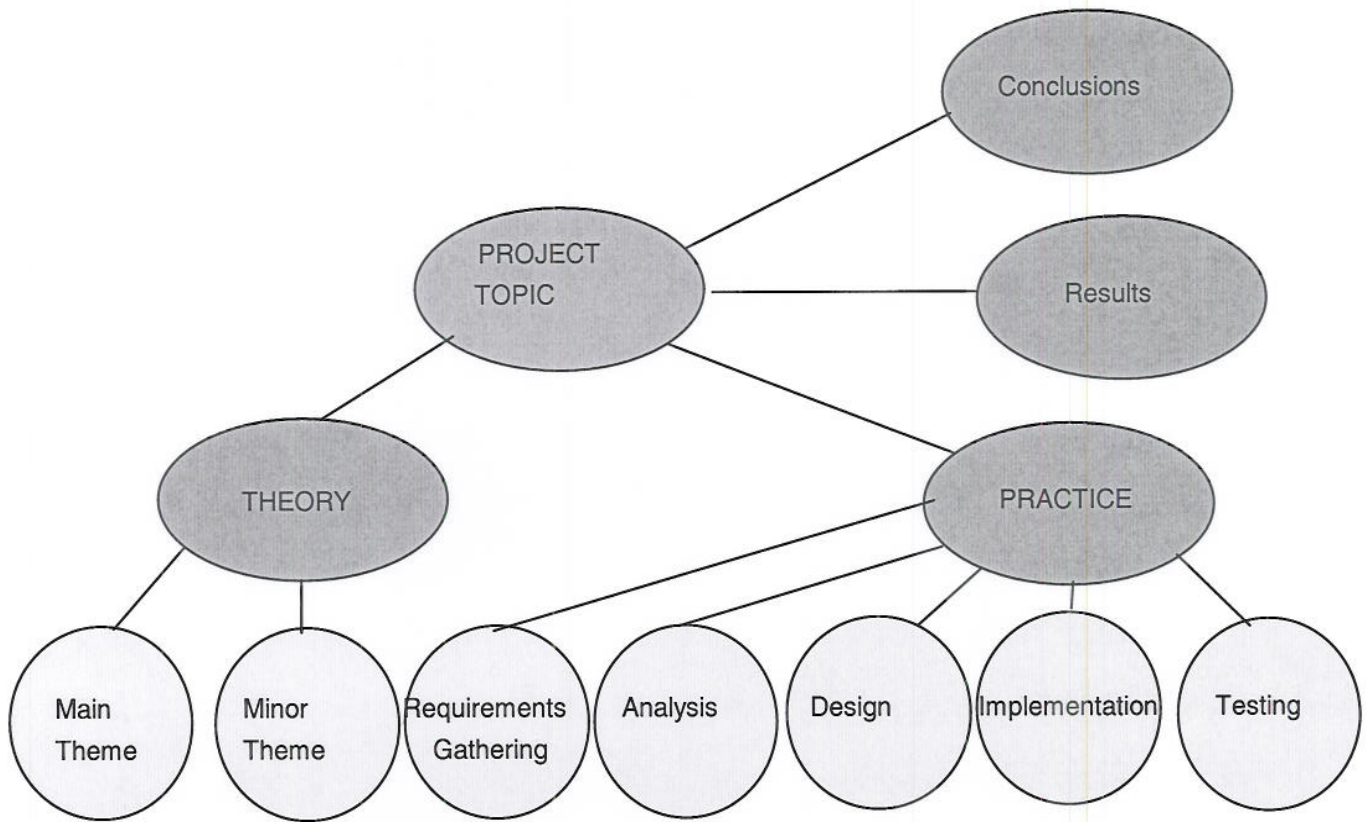 Conclusions
PROJECT
TOPIC
Results
THEORY
PRACTICE
Main
Theme
Minor
Theme
Requirements
Gathering
Analysis
Design
Implementation
Testing